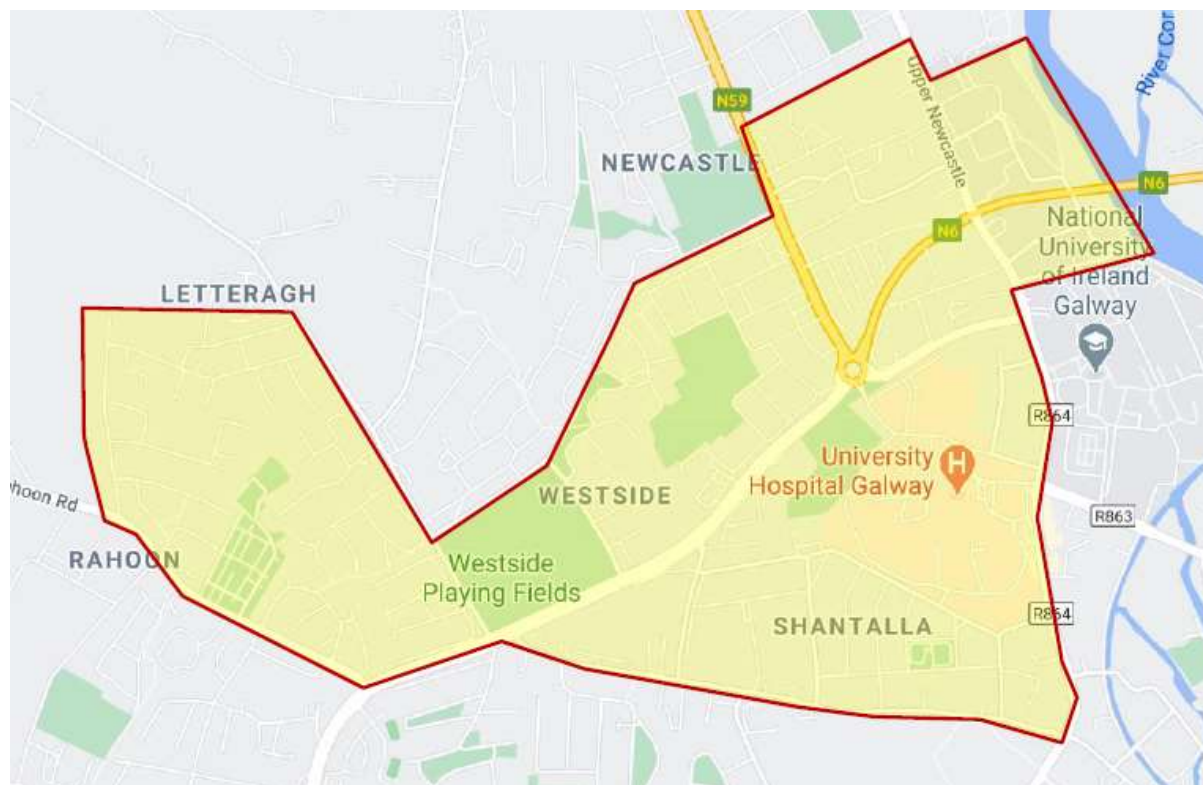 River Cor
N59
Upper Newcastle
NEWCASTLE
N6
N6
National
University
of Ireland
Galway
LETTERAGH
R864
University
Hospital Galway
WESTSIDE
hoon Rd
R863
RAHOON
Westside
Playing Fields
R864
SHANTALLA
H